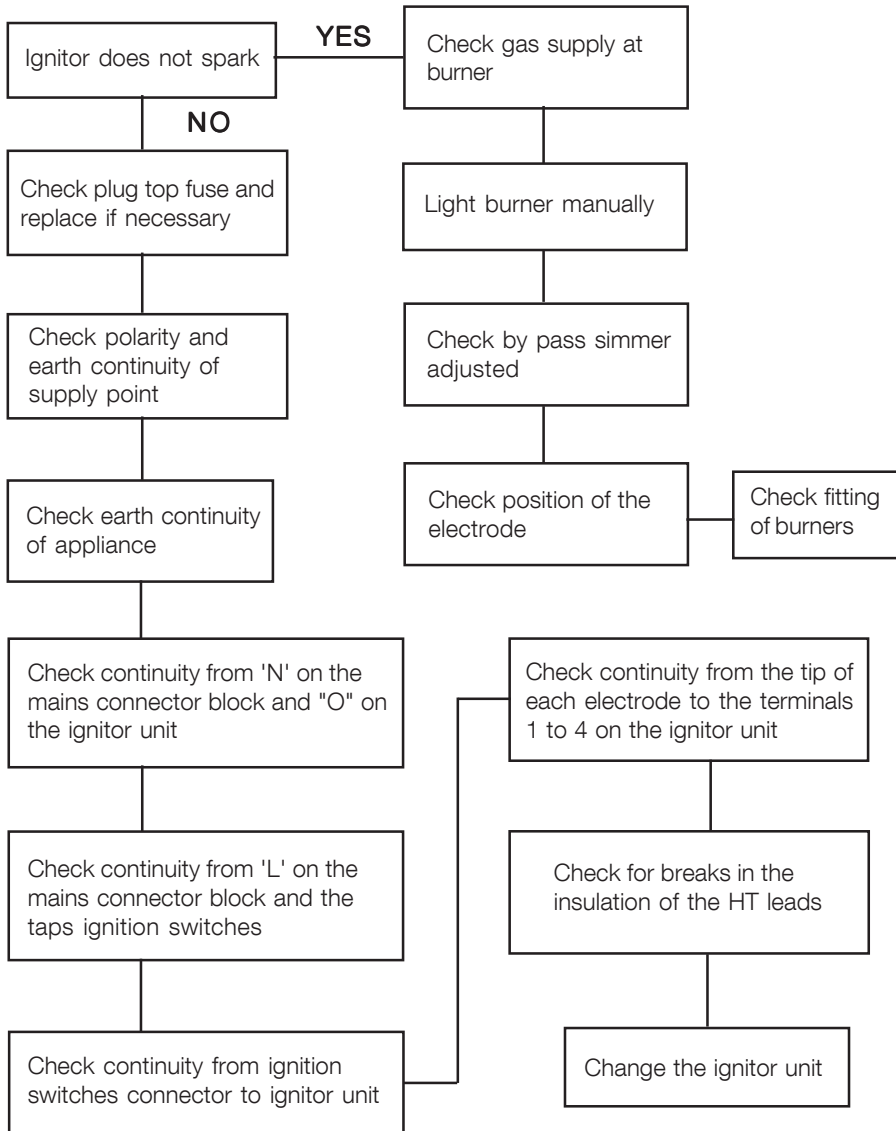 Ignitor does not spark
YES
Check gas supply at
burner
NO
Check plug top fuse and
replace if necessary
Light burner manually
Check polarity and
earth continuity of
supply point
Check by pass simmer
adjusted
Check earth continuity
of appliance
Check position of the
electrode
Check fitting
of burners
Check continuity from 'N' on the
mains connector block and "O" on
the ignitor unit
Check continuity from 'L' on the
mains connector block and the
taps ignition switches
Check continuity from ignition
switches connector to ignitor unit
Check continuity from the tip of
each electrode to the terminals
1 to 4 on the ignitor unit
Check for breaks in the
insulation of the HT leads
Change the ignitor unit